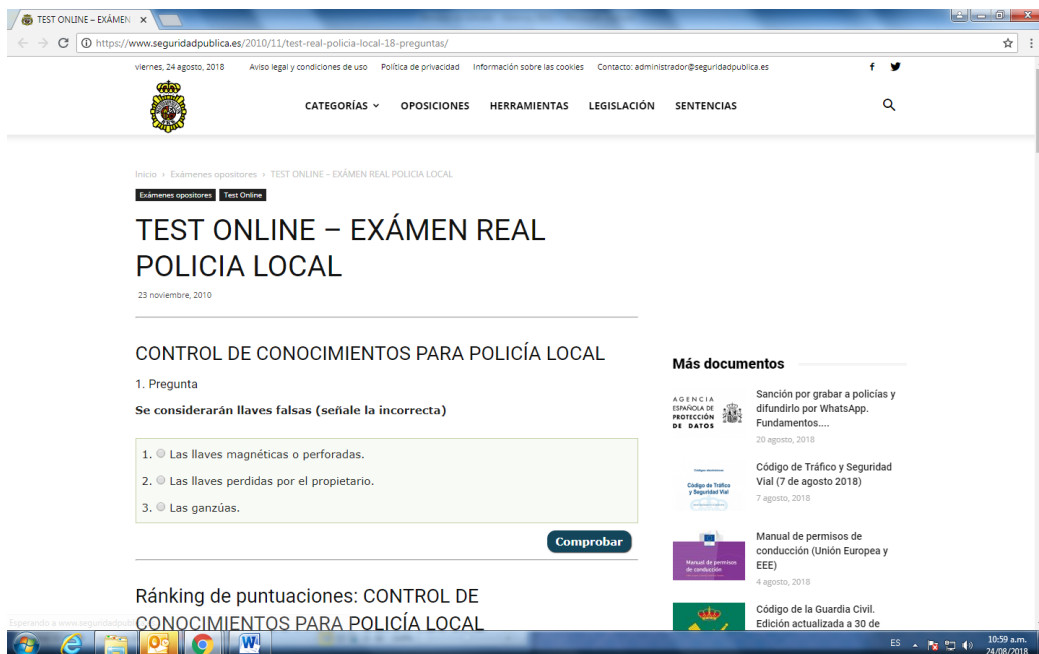 TEST ONLINE – EXÁMEN
https://www.seguridadpublica.es/2010/11/test-real-policia-local-18-preguntas/
viernes, 24 agosto, 2018 Aviso legal y condiciones de uso Política de privacidad Información sobre las cookies Contacto: administrador@seguridadpublica.es
CATEGORÍAS OPOSICIONES HERRAMIENTAS LEGISLACIÓN SENTENCIAS
Inicio › Exámenes opositores › TEST ONLINE – EXÁMEN REAL POLICIA LOCAL
Exámenes opositores Test Online
TEST ONLINE – EXÁMEN REAL
POLICIA LOCAL
23 noviembre, 2010
CONTROL DE CONOCIMIENTOS PARA POLICÍA LOCAL
1. Pregunta
Se considerarán llaves falsas (señale la incorrecta)
1. Las llaves magnéticas o perforadas.
2. Las llaves perdidas por el propietario.
3. Las ganzúas.
Comprobar
Ránking de puntuaciones: CONTROL DE
CONOCIMIENTOS PARA POLICÍA LOCAL
Más documentos
AGENCIA
ESPAÑOLA DE
PROTECCIÓN
DE DATOS
Sanción por grabar a policías y
difundirlo por WhatsApp.
Fundamentos....
20 agosto, 2018
Código de Tráfico
y Seguridad Vial
Código de Tráfico y Seguridad
Vial (7 de agosto 2018)
7 agosto, 2018
Manual de permisos
de conducción
Manual de permisos de
conducción (Unión Europea y
EEE)
4 agosto, 2018
Código de la Guardia Civil.
Edición actualizada a 30 de
Esperando a www.seguridadpubl
ES
10:59 a.m.
24/08/2018